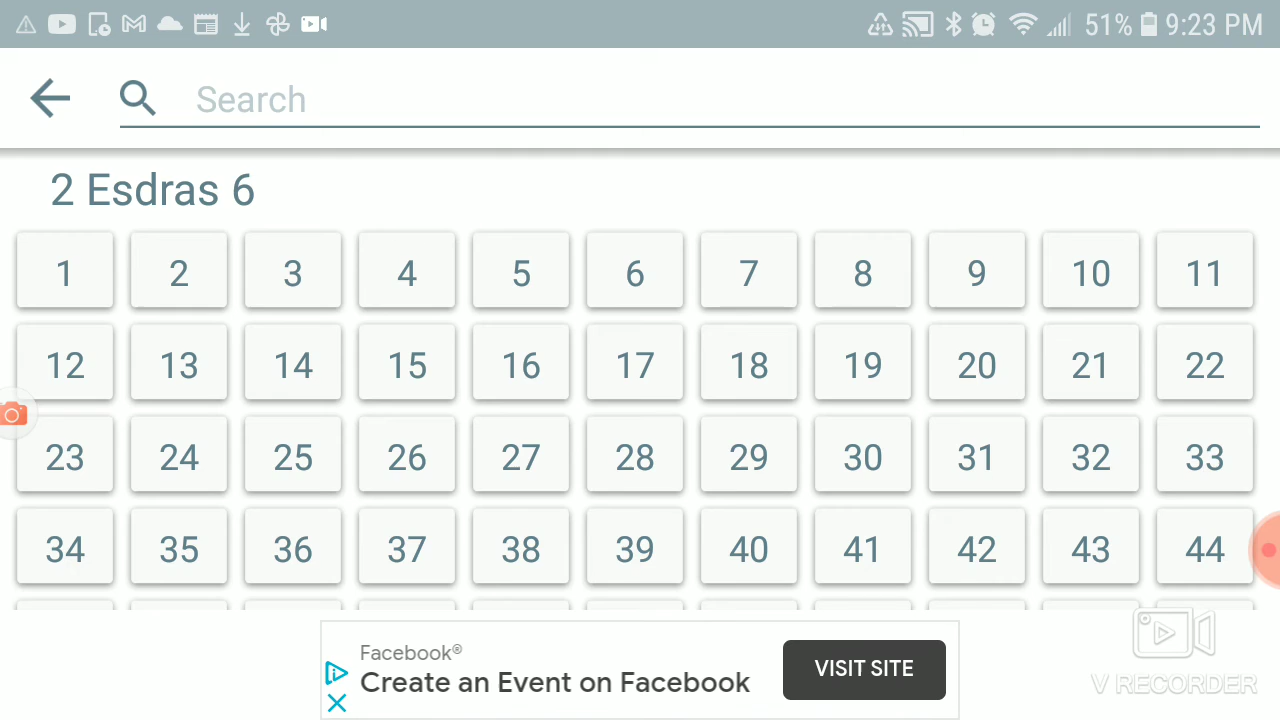 51% 9:23 PM
Search
2 Esdras 6
1 2 3 4 5 6 7 8 9 10 11
12 13 14 15 16 17 18 19 20 21 22
23 24 25 26 27 28 29 30 31 32 33
34 35 36 37 38 39 40 41 42 43 44
Facebook®
Create an Event on Facebook
VISIT SITE
V RECORDER